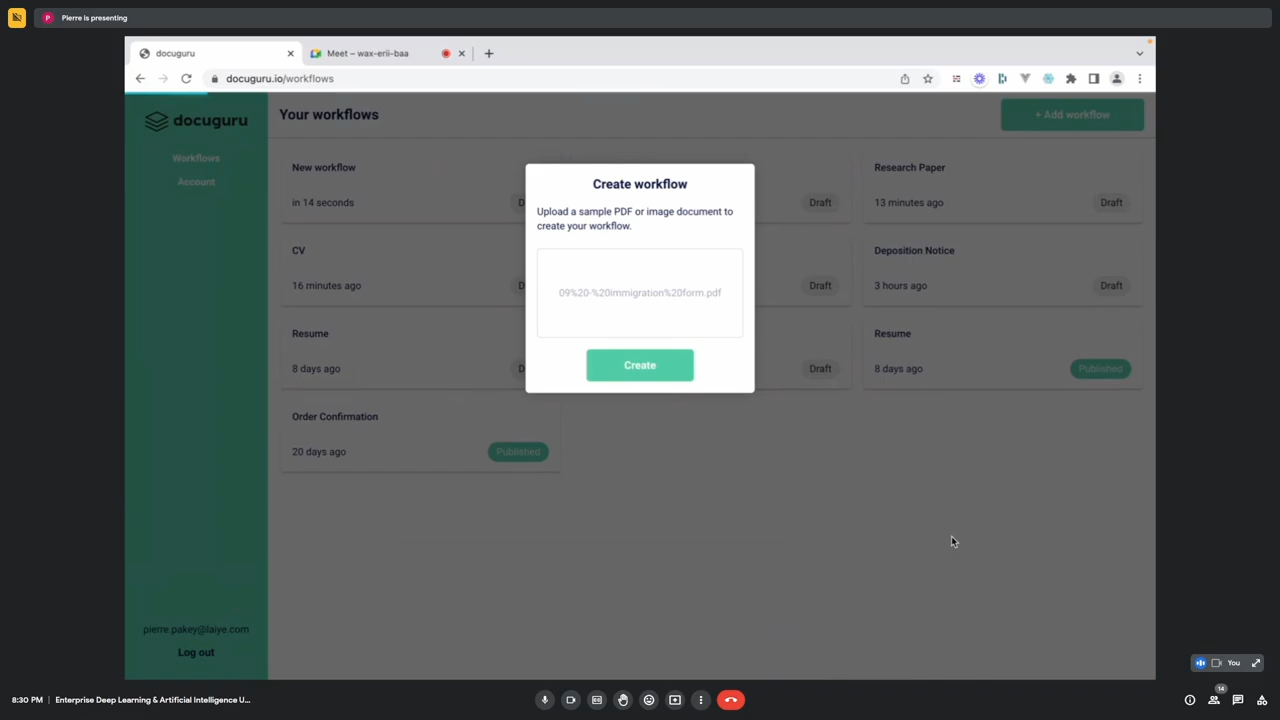 P Pierre is presenting
docuguru
Meet – wax-erii-baa
docuguru.io/workflows
docuguru
Workflows
Account
Your workflows
+ Add workflow
New workflow
in 14 seconds
D
Draft
Research Paper
13 minutes ago
Draft
CV
16 minutes ago
D
Draft
Deposition Notice
3 hours ago
Draft
Resume
8 days ago
D
Draft
Resume
8 days ago
Published
Order Confirmation
20 days ago
Published
Create workflow
Upload a sample PDF or image document to
create your workflow.
09%20-%20immigration%20form.pdf
Create
pierre.pakey@laiye.com
Log out
You
8:30 PM | Enterprise Deep Learning & Artificial Intelligence U...
14